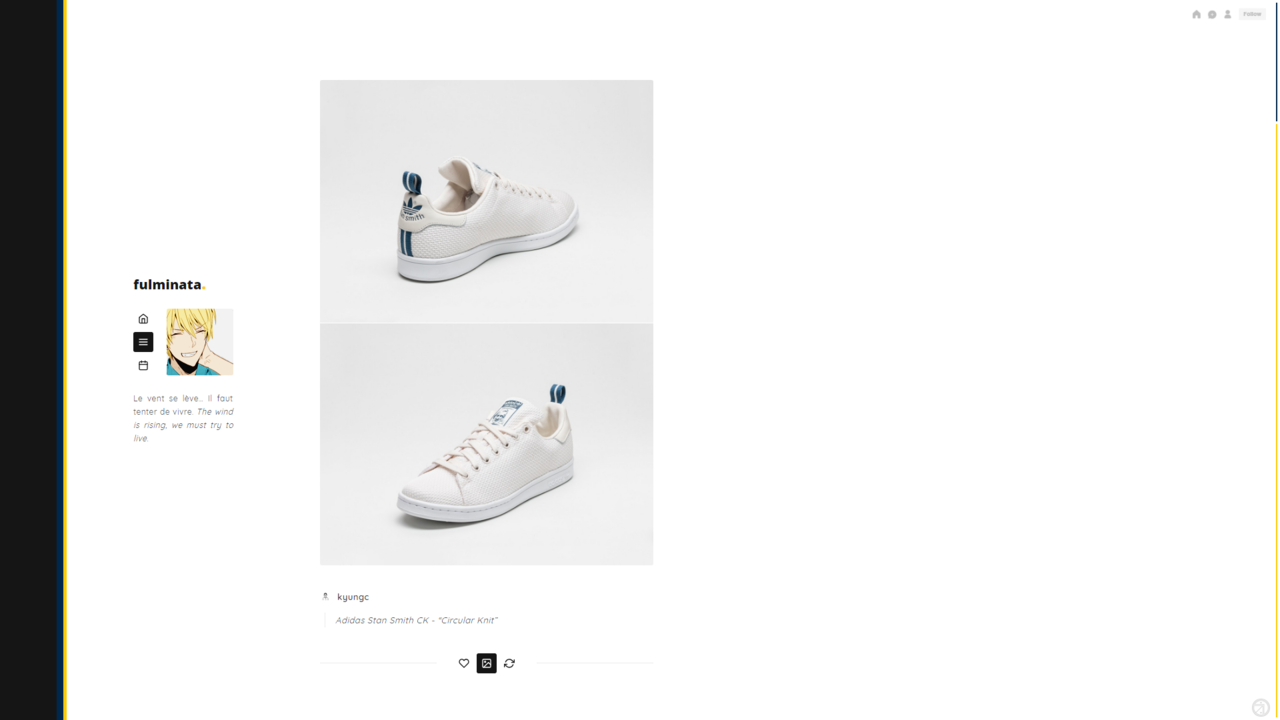 Follow
fulminata.
Le vent se lève... Il faut
tenter de vivre. The wind
is rising, we must try to
live.
kyungc
Adidas Stan Smith CK - "Circular Knit"